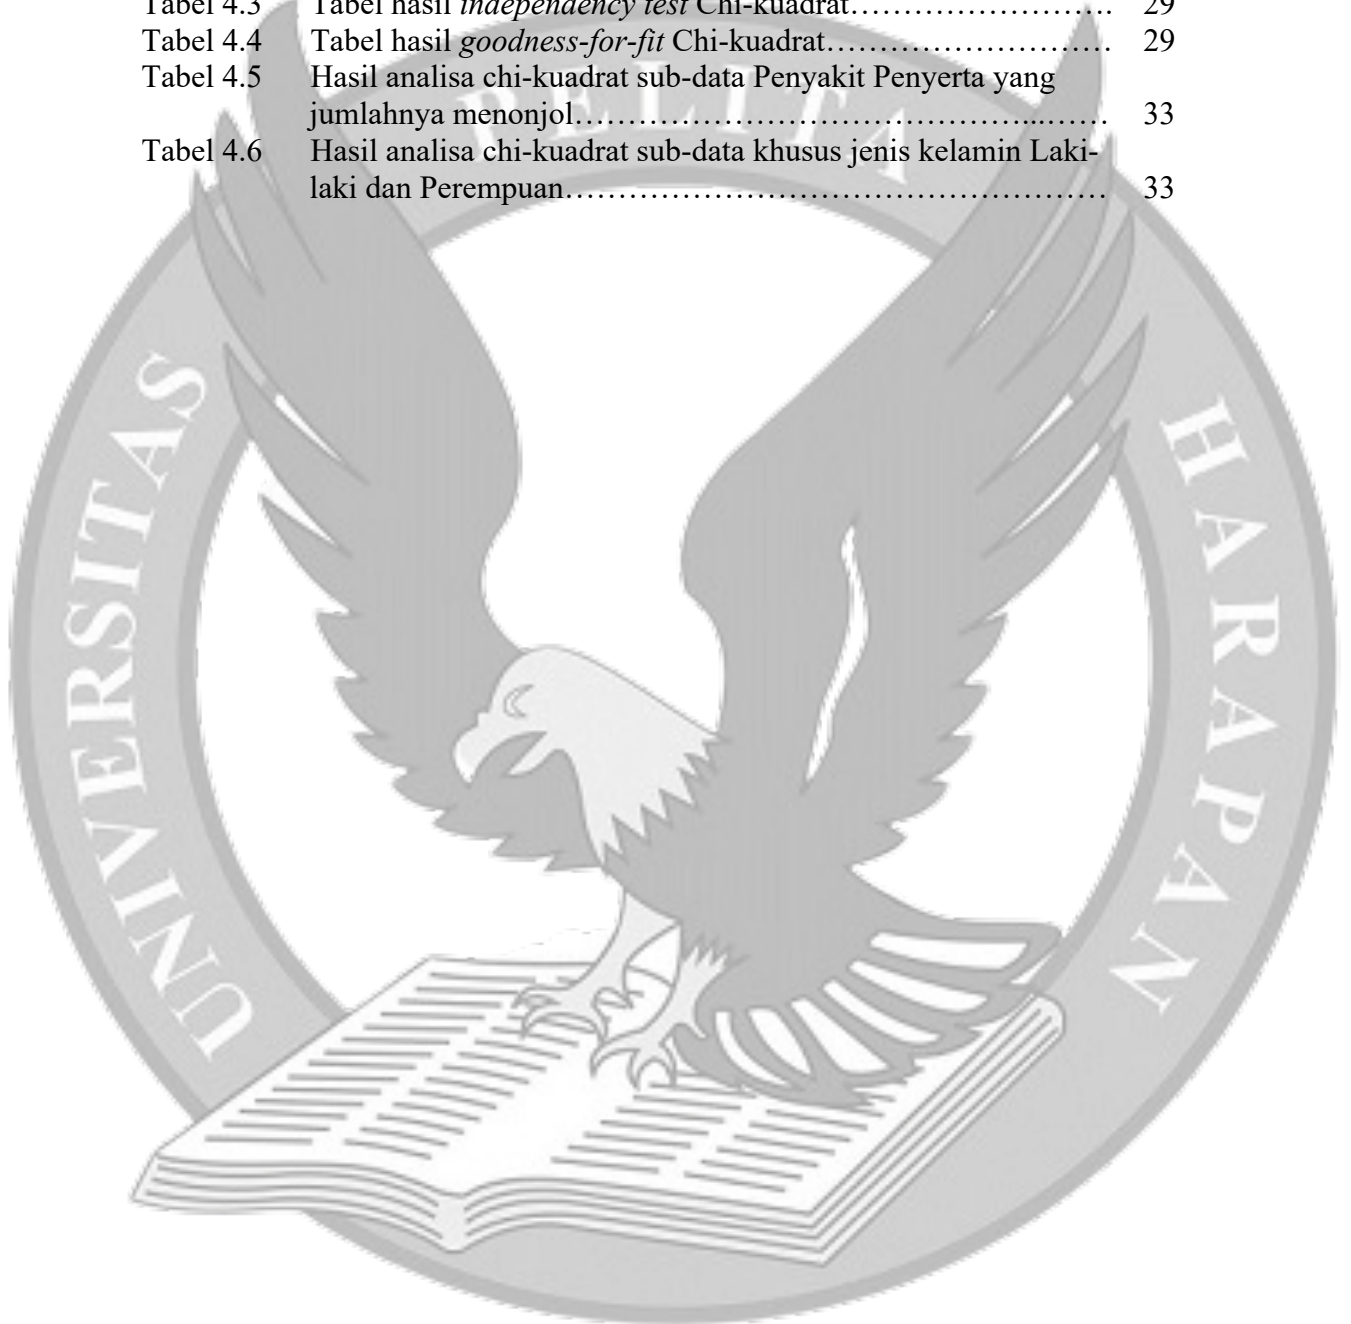 Tabel 4.3 Tabel hasil independency test Chi-kuadrat……………………. 29
Tabel 4.4 Tabel hasil goodness-for-fit Chi-kuadrat……………………… 29
Tabel 4.5 Hasil analisa chi-kuadrat sub-data Penyakit Penyerta yang
jumlahnya menonjol…………………………………….....…… 33
Tabel 4.6 Hasil analisa chi-kuadrat sub-data khusus jenis kelamin Laki-
laki dan Perempuan…………………………………………… 33
UNIVERSITAS
PELITA
HARAPAN